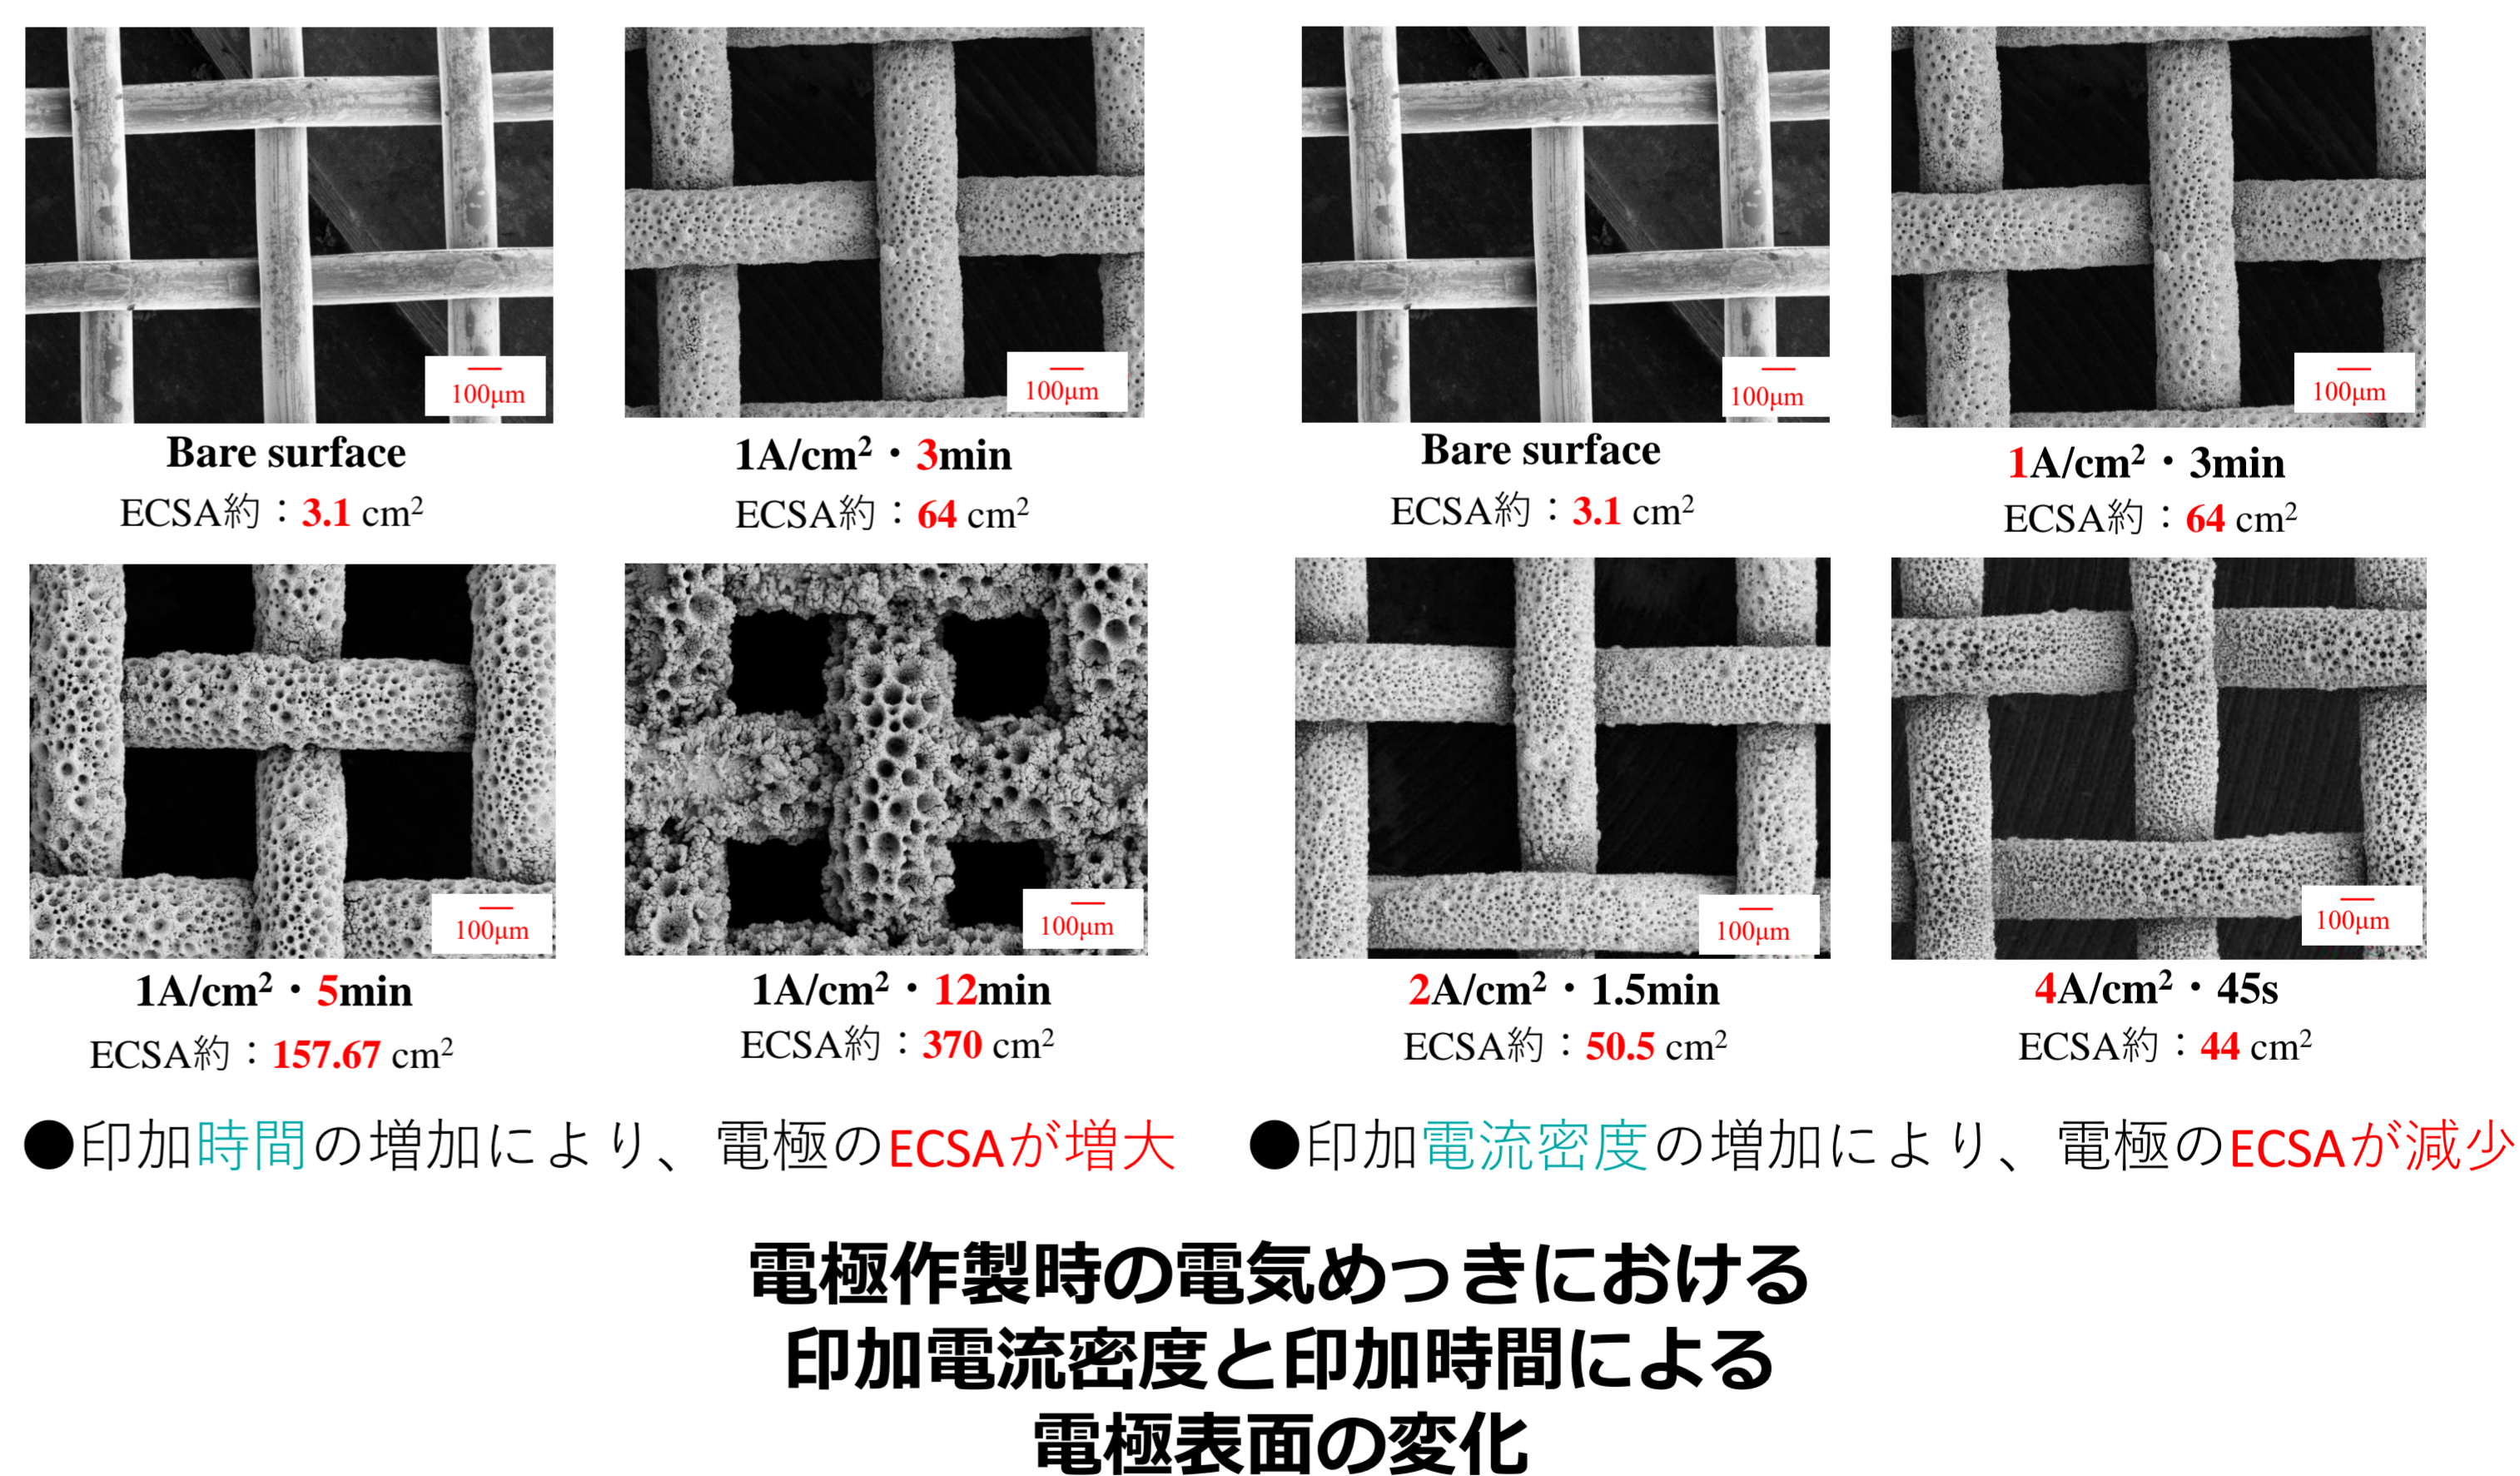 100μm
Bare surface
ECSA約：3.1 cm²
100μm
1A/cm²・3min
ECSA約：64 cm²
100μm
1A/cm²・5min
ECSA約：157.67 cm²
100μm
1A/cm²・12min
ECSA約：370 cm²
●印加時間の増加により、電極のECSAが増大
100μm
Bare surface
ECSA約：3.1 cm²
100μm
1A/cm²・3min
ECSA約：64 cm²
100μm
2A/cm²・1.5min
ECSA約：50.5 cm²
100μm
4A/cm²・45s
ECSA約：44 cm²
●印加電流密度の増加により、電極のECSAが減少
電極作製時の電気めっきにおける
印加電流密度と印加時間による
電極表面の変化